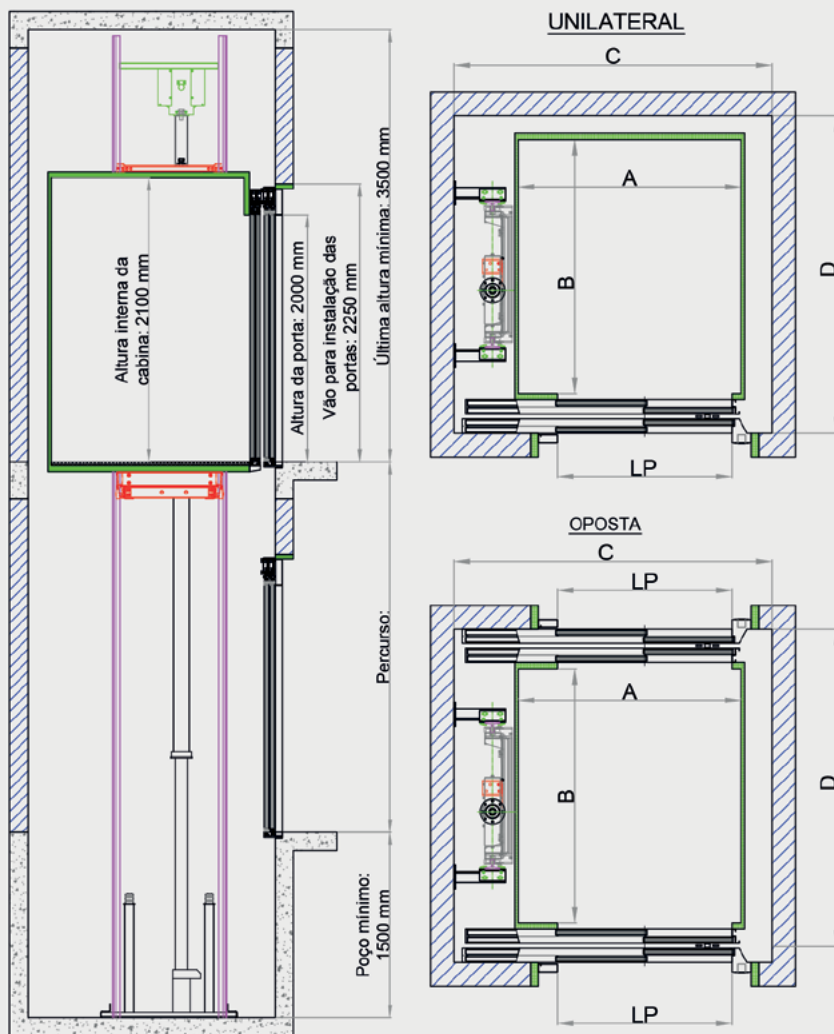 Altura interna da
cabina: 2100 mm
Altura da porta: 2000 mm
Vão para instalação das
portas: 2250 mm
Última altura mínima: 3500 mm
Percurso:
Poço mínimo:
1500 mm
UNILATERAL
C
A
B
D
LP
OPOSTA
C
LP
A
B
D
LP